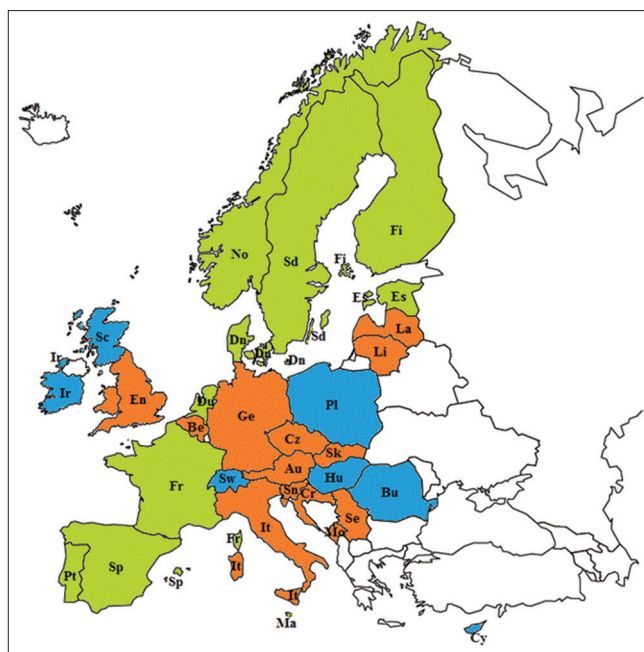 No
Sd
Fi
Fi
Es
Es
Sd
Dn
Du
Dn
La
Li
Sc
Ir
Ir
En
Du
Be
Ge
Pl
Cz
Sk
Au
Hu
Sw
Fr
Sn
Cr
Bu
Se
Mo
It
Fr
It
Sp
Pt
Sp
It
Ma
Cy